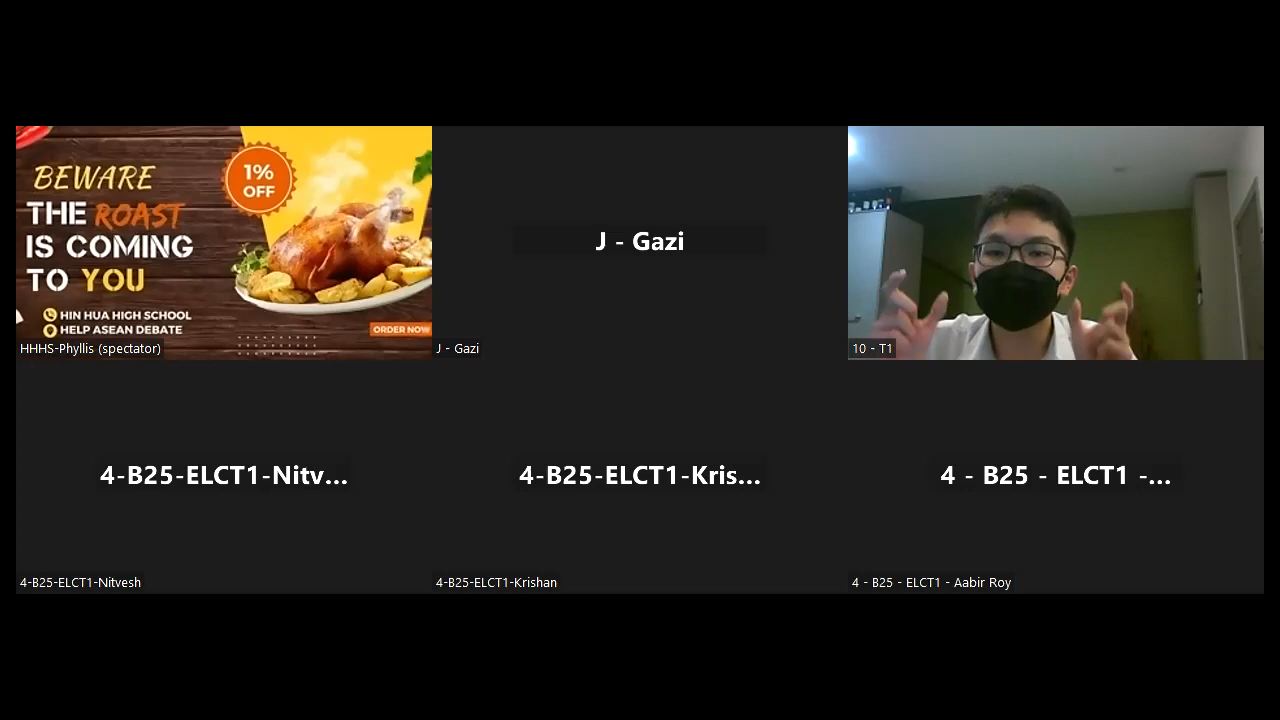 BEWARE
THE ROAST
IS COMING
TO YOU
1%
OFF
HIN HUA HIGH SCHOOL
HELP ASEAN DEBATE
ORDER NOW
HHHS-Phyllis (spectator)
J - Gazi
J - Gazi
10 - T1
4-B25-ELCT1-Nitv...
4-B25-ELCT1-Nitvesh
4-B25-ELCT1-Kris...
4-B25-ELCT1-Krishan
4 - B25 - ELCT1 -...
4 - B25 - ELCT1 - Aabir Roy